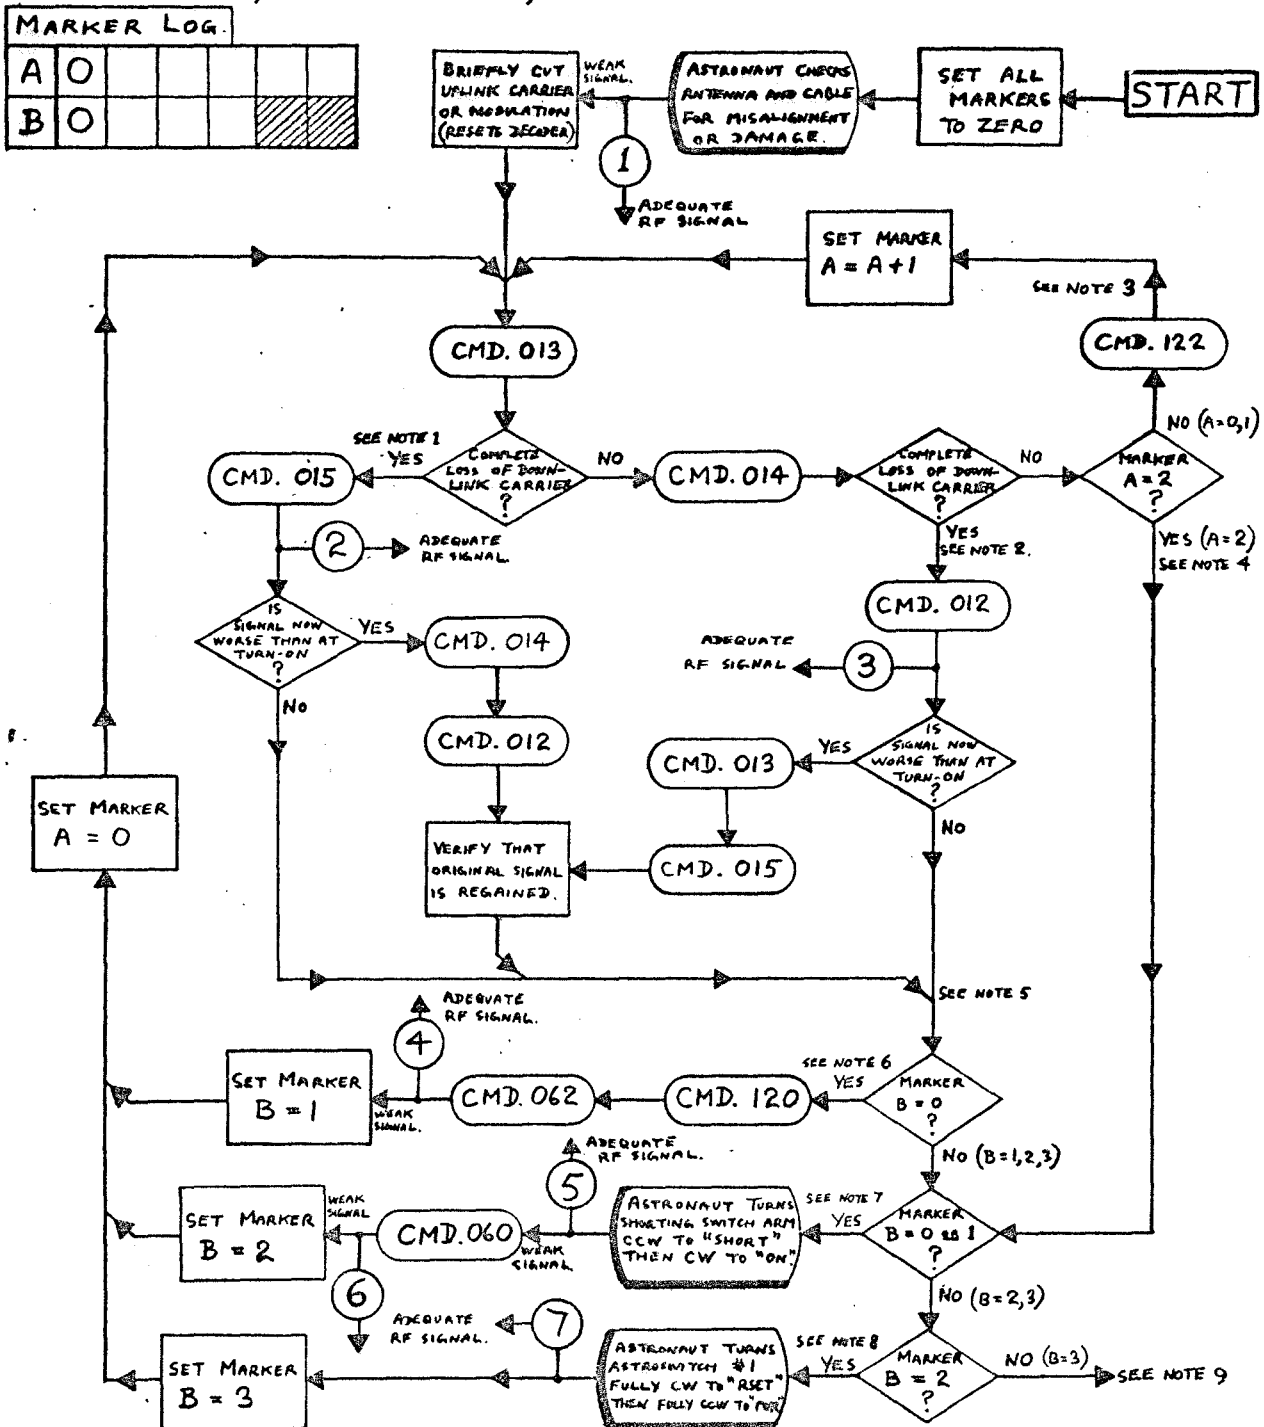 MARKER LOG.
A 0
B 0
BRIEFLY CUT
UPLINK CARRIER
OR MODULATION
(RESETS DECODER)
WEAK
SIGNAL.
ASTRONAUT CHECKS
ANTENNA AND CABLE
FOR MISALIGNMENT
OR DAMAGE.
SET ALL
MARKERS
TO ZERO
START
1
ADEQUATE
RF SIGNAL
SET MARKER
A = A+1
SEE NOTE 3
CMD. 013
CMD. 122
NO (A=0,1)
SEE NOTE 1
YES
CMD. 015
COMPLETE
LOSS OF DOWN-
LINK CARRIER
?
NO
CMD. 014
COMPLETE
LOSS OF DOWN-
LINK CARRIER
?
NO
MARKER
A = 2
?
2
ADEQUATE
RF SIGNAL.
YES
SEE NOTE 2.
YES (A=2)
SEE NOTE 4
CMD. 012
IS
SIGNAL NOW
WORSE THAN AT
TURN-ON
?
YES
CMD. 014
ADEQUATE
RF SIGNAL
3
NO
CMD. 012
IS
SIGNAL NOW
WORSE THAN AT
TURN-ON
?
YES
CMD. 013
SET MARKER
A = 0
NO
VERIFY THAT
ORIGINAL SIGNAL
IS REGAINED.
CMD. 015
SEE NOTE 5
ADEQUATE
RF SIGNAL.
4
SET MARKER
B = 1
WEAK
SIGNAL.
CMD. 062
CMD. 120
SEE NOTE 6
YES
MARKER
B = 0
?
ADEQUATE
RF SIGNAL.
NO (B=1,2,3)
5
SET MARKER
B = 2
WEAK
SIGNAL
CMD. 060
WEAK
SIGNAL.
ASTRONAUT TURNS
SHORTING SWITCH ARM
CCW TO "SHORT"
THEN CW TO "ON".
SEE NOTE 7
YES
MARKER
B = 0 OR 1
?
6
NO (B=2,3)
ADEQUATE
RF SIGNAL.
7
SET MARKER
B = 3
ASTRONAUT TURNS
ASTROSWITCH #1
FULLY CW TO "RSET"
THEN FULLY CCW TO
SEE NOTE 8
YES
MARKER
B = 2
?
NO (B=3)
SEE NOTE 9